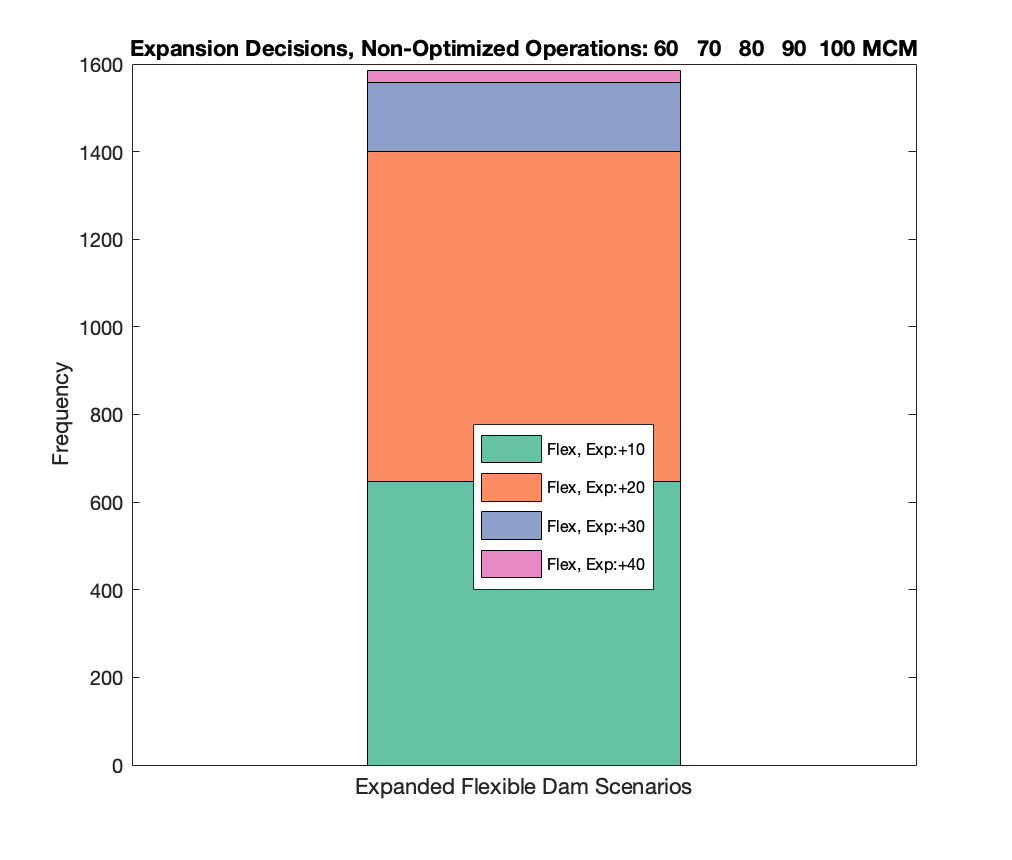 Expansion Decisions, Non-Optimized Operations: 60 70 80 90 100 MCM
1600
1400
1200
1000
800
600
400
200
0
Frequency
Flex, Exp:+10
Flex, Exp:+20
Flex, Exp:+30
Flex, Exp:+40
Expanded Flexible Dam Scenarios